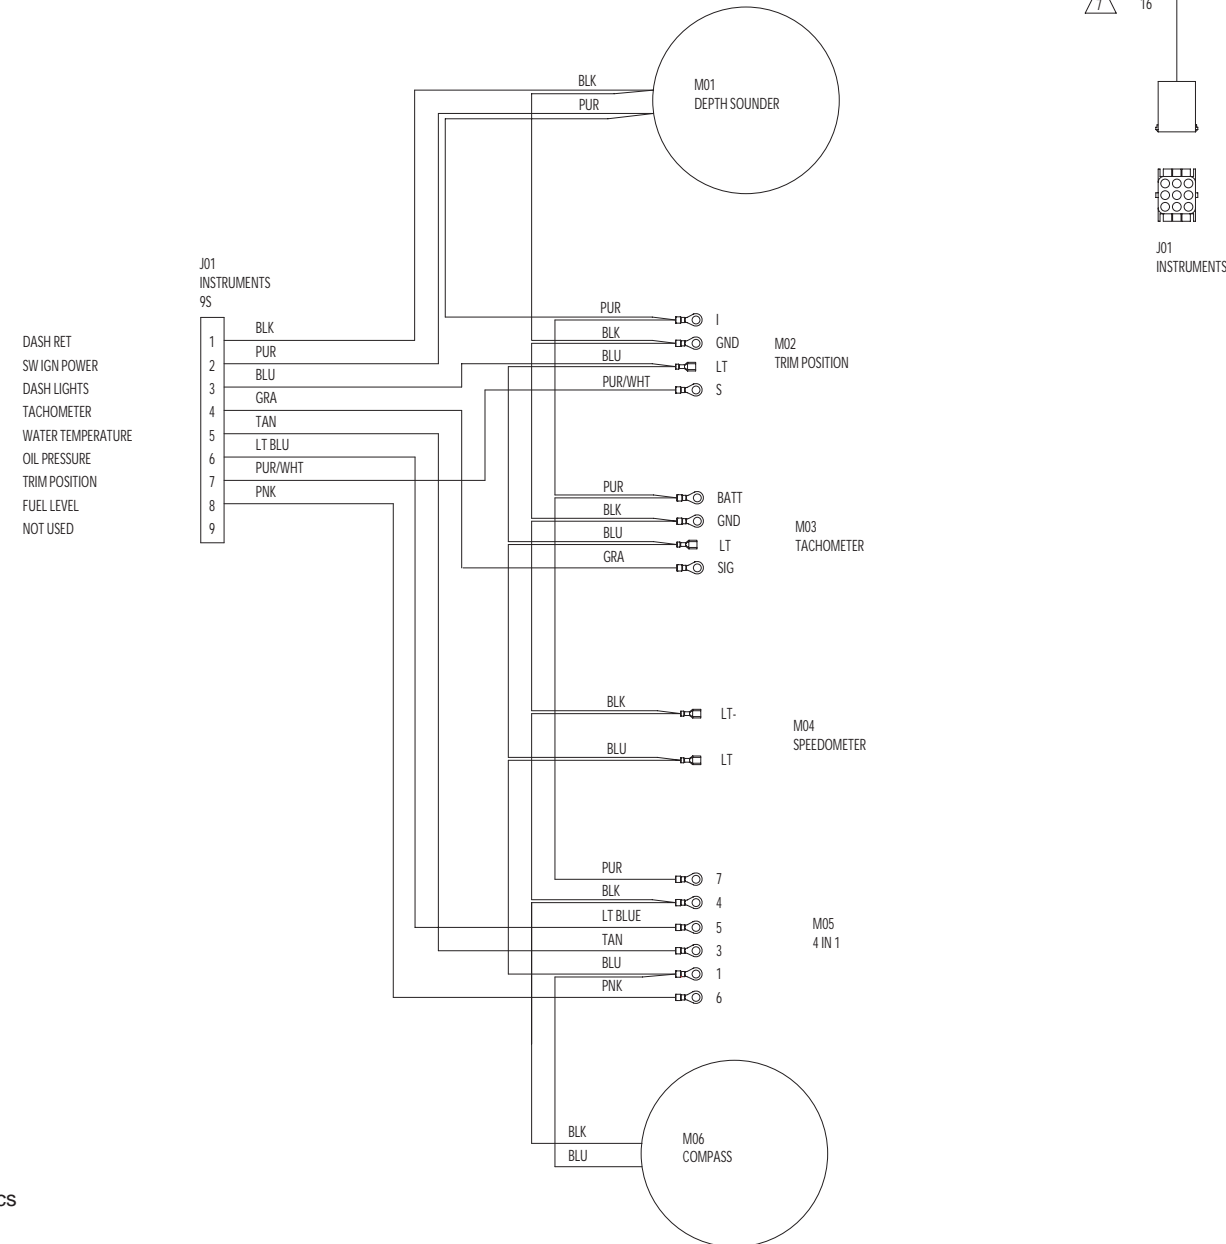 1
16
BLK
PUR
M01
DEPTH SOUNDER
J01
INSTRUMENTS
J01
INSTRUMENTS
9S
DASH RET
SW IGN POWER
DASH LIGHTS
TACHOMETER
WATER TEMPERATURE
OIL PRESSURE
TRIM POSITION
FUEL LEVEL
NOT USED
1
2
3
4
5
6
7
8
9
BLK
PUR
BLU
GRA
TAN
LT BLU
PUR/WHT
PNK
PUR I
BLK GND
BLU LT
PUR/WHT S
M02
TRIM POSITION
PUR BATT
BLK GND
BLU LT
GRA SIG
M03
TACHOMETER
BLK LT-
BLU LT
M04
SPEEDOMETER
PUR 7
BLK 4
LT BLUE 5
TAN 3
BLU 1
PNK 6
M05
4 IN 1
BLK
BLU
M06
COMPASS
cs